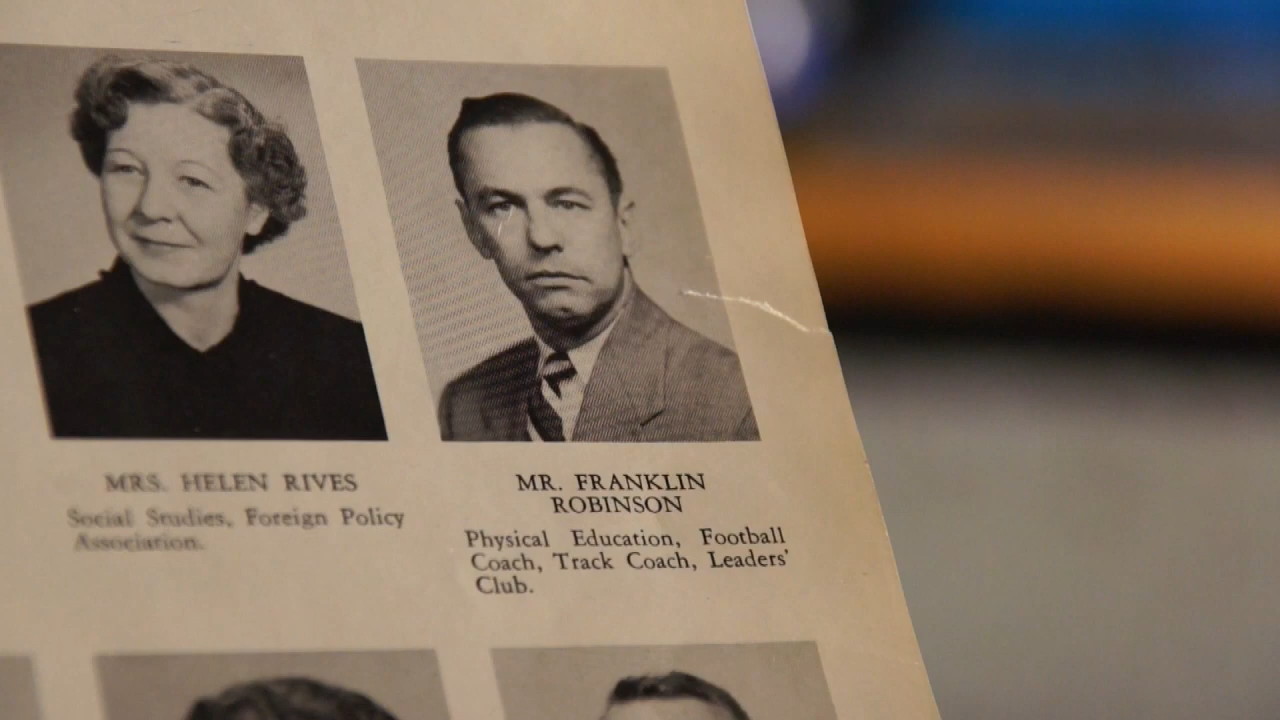 MRS. HELEN RIVES
Social Studies, Foreign Policy
Association.
MR. FRANKLIN
ROBINSON
Physical Education, Football
Coach, Track Coach, Leaders'
Club.